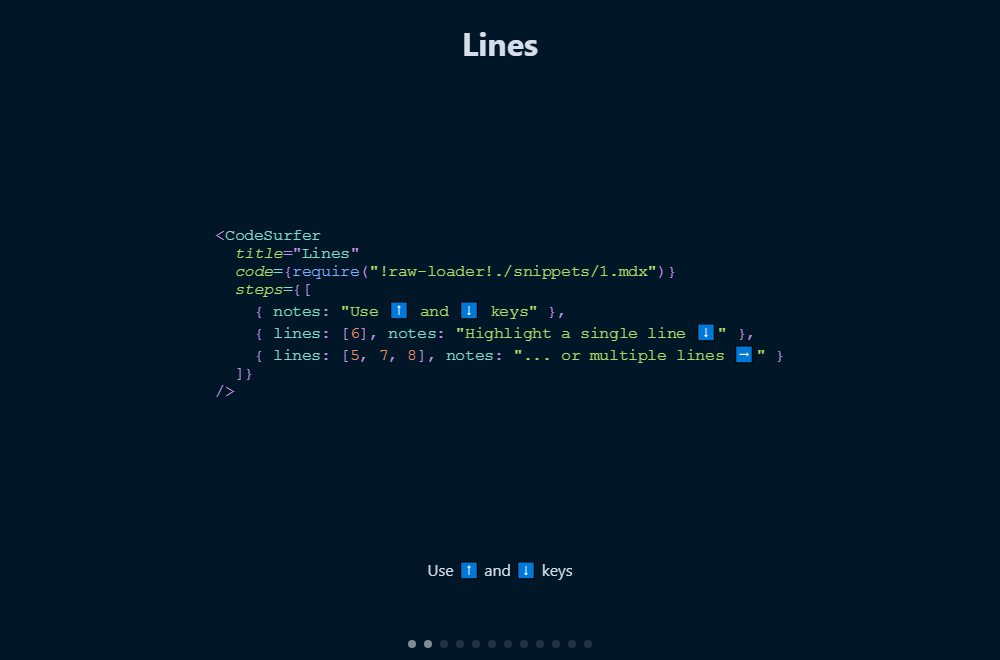 Lines
<CodeSurfer
  title="Lines"
  code={require("!raw-loader!./snippets/1.mdx")}
  steps={[
    { notes: "Use ⬆️ and ⬇️ keys" },
    { lines: [6], notes: "Highlight a single line ⬇️" },
    { lines: [5, 7, 8], notes: "... or multiple lines ➡️" }
  ]}
/>
Use ⬆️ and ⬇️ keys